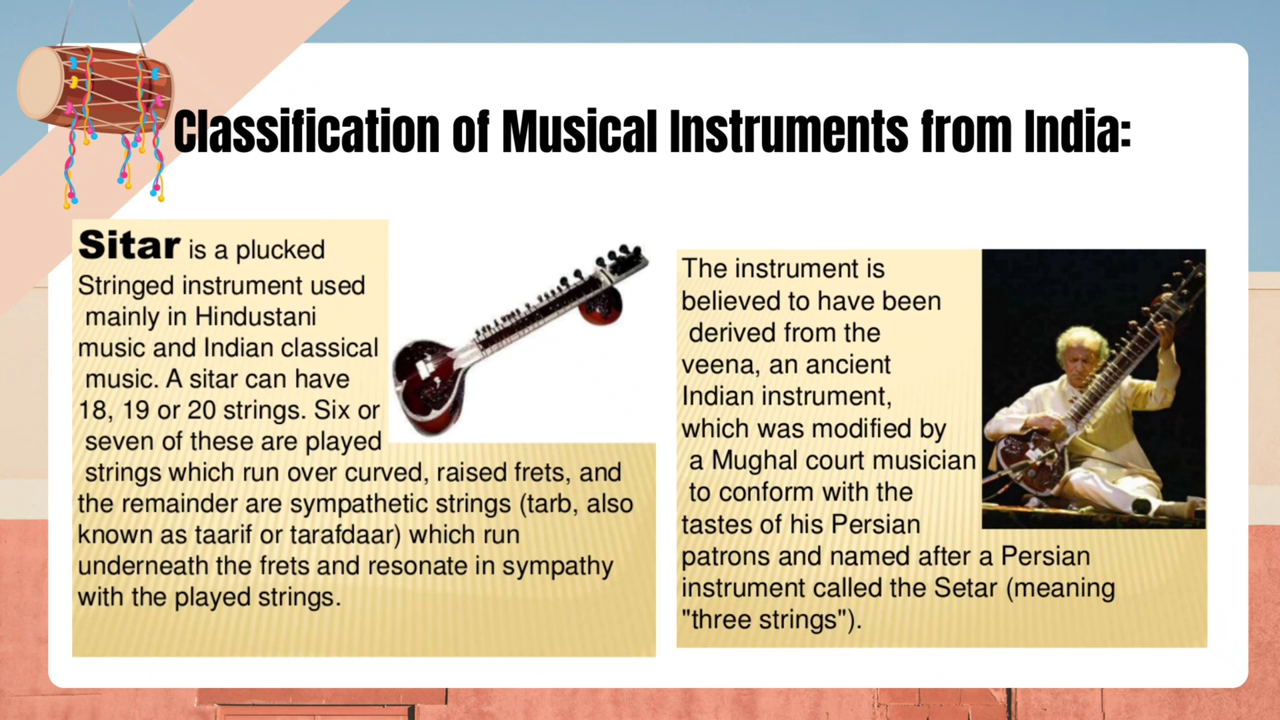 Classification of Musical Instruments from India:
Sitar is a plucked
Stringed instrument used
mainly in Hindustani
music and Indian classical
music. A sitar can have
18, 19 or 20 strings. Six or
seven of these are played
strings which run over curved, raised frets, and
the remainder are sympathetic strings (tarb, also
known as taarif or tarafdaar) which run
underneath the frets and resonate in sympathy
with the played strings.
The instrument is
believed to have been
derived from the
veena, an ancient
Indian instrument,
which was modified by
a Mughal court musician
to conform with the
tastes of his Persian
patrons and named after a Persian
instrument called the Setar (meaning
"three strings").